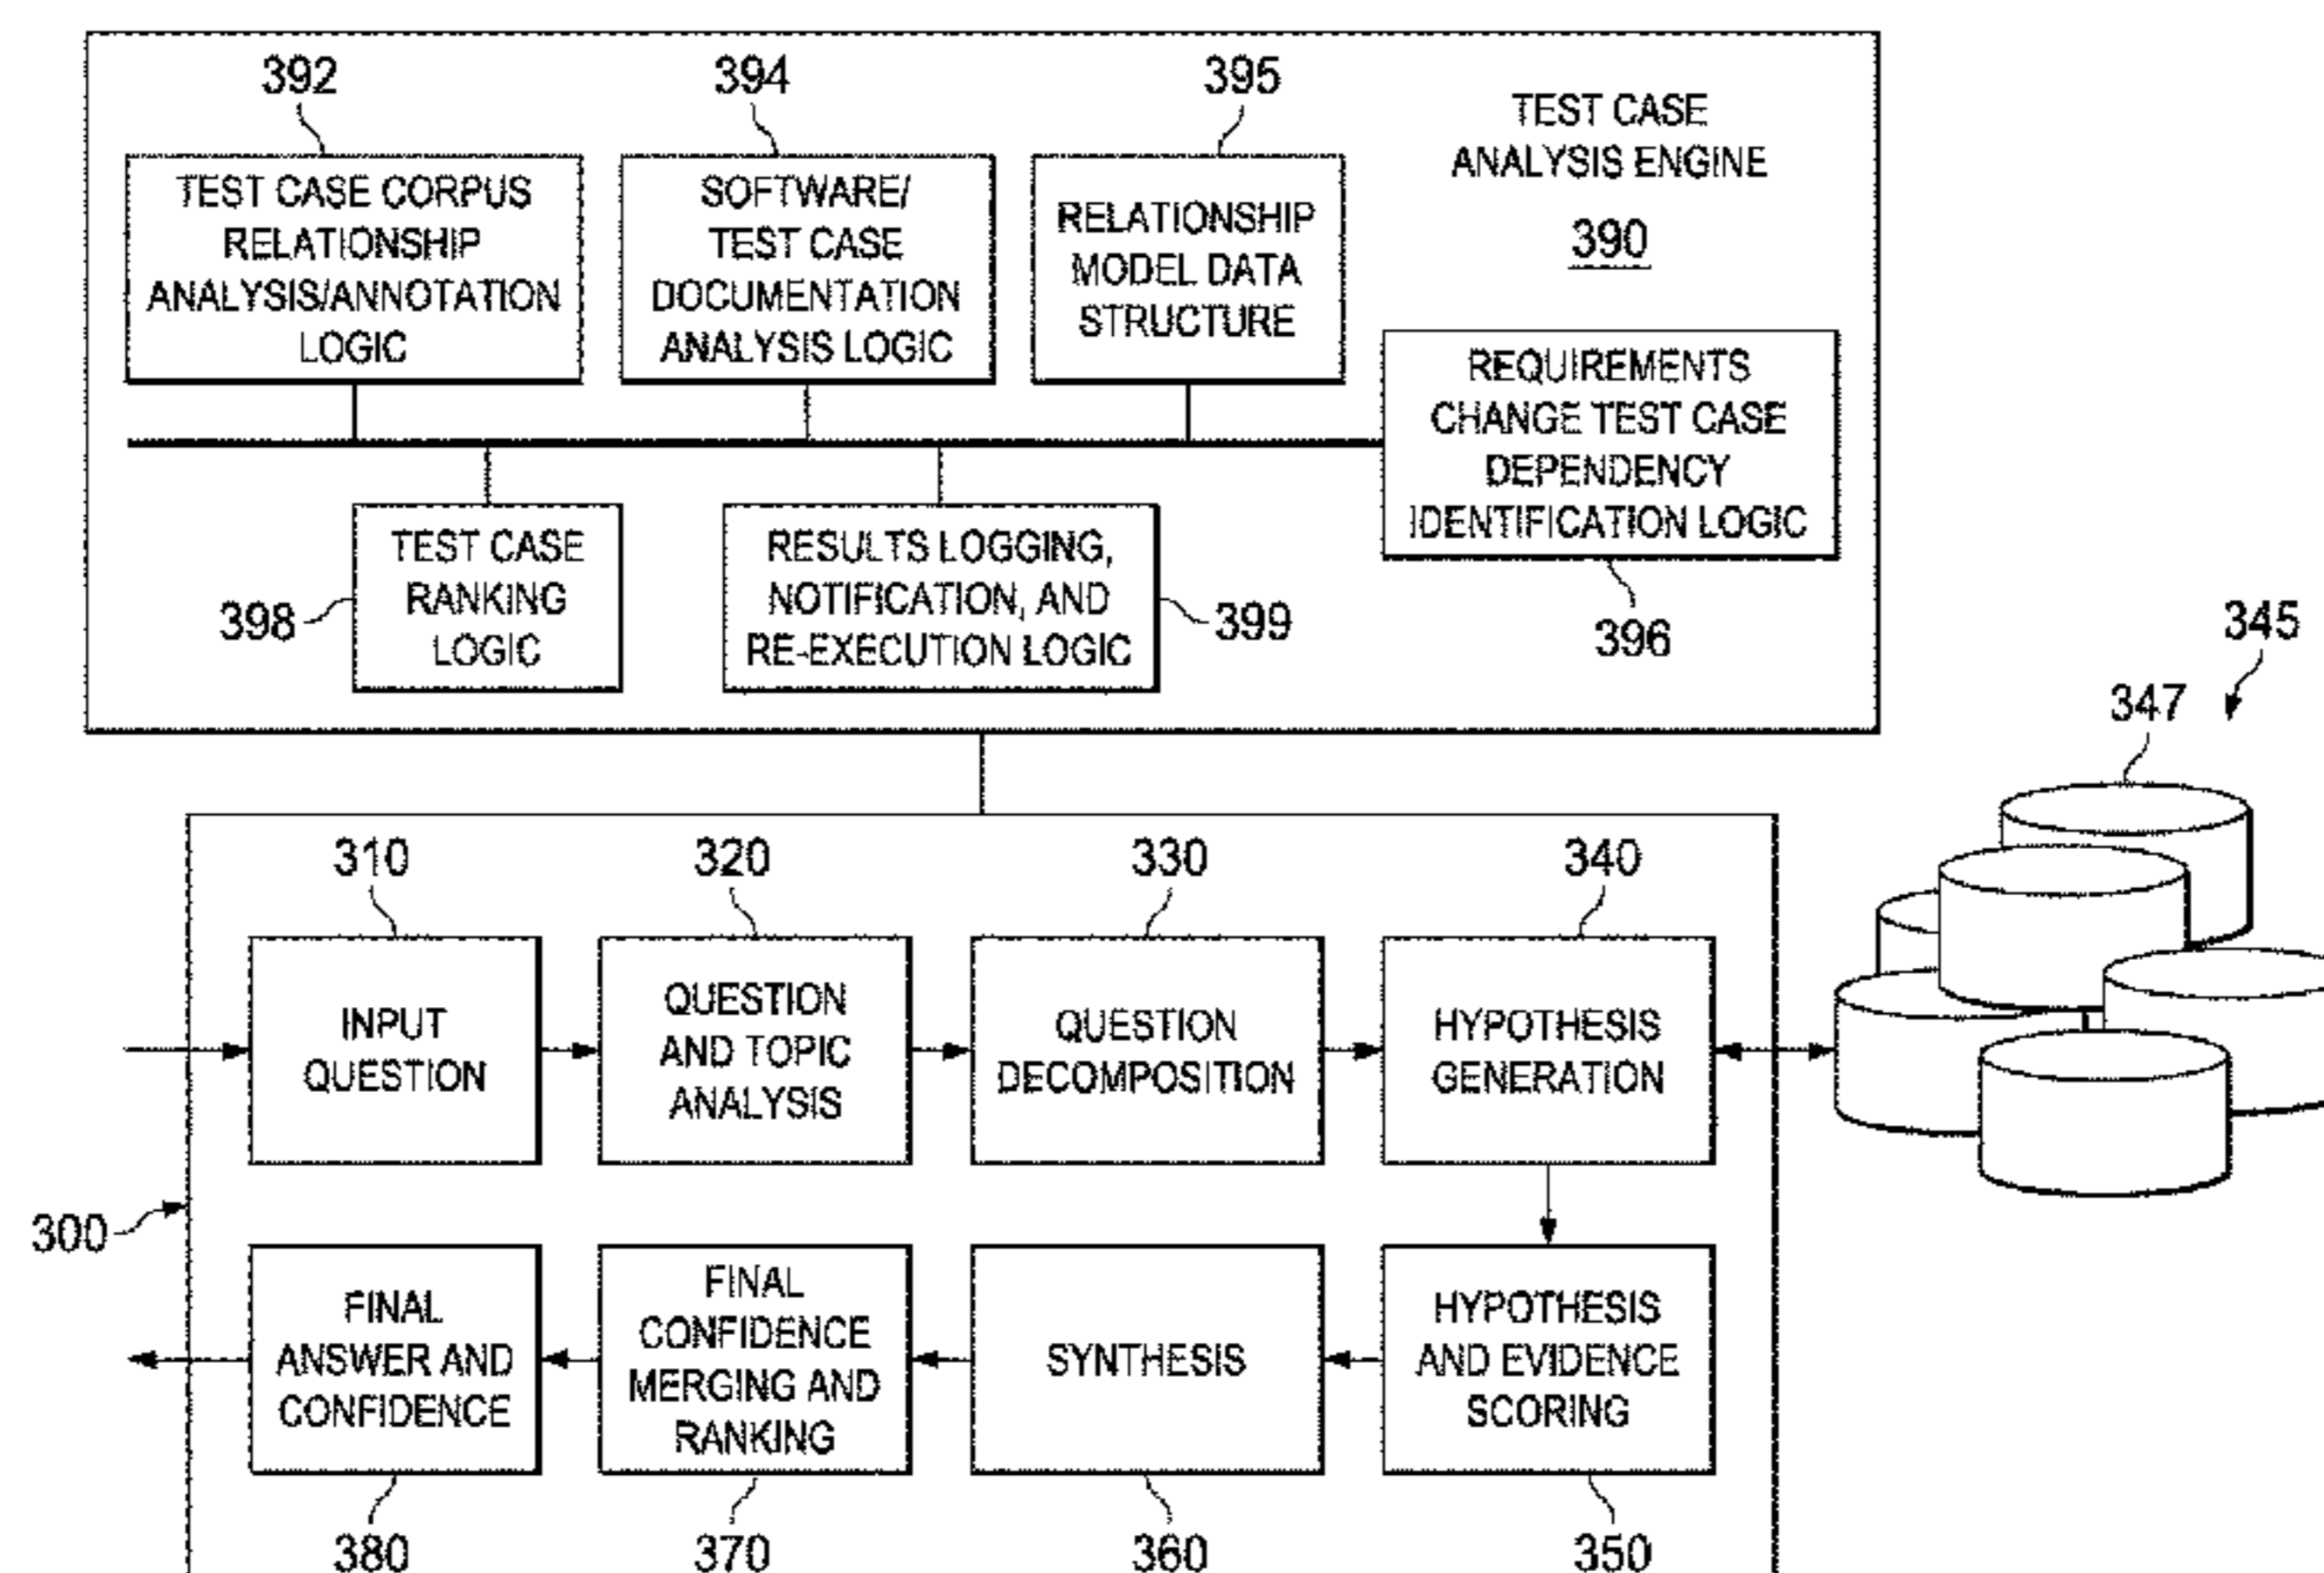 392
394
395
TEST CASE
ANALYSIS ENGINE
390
TEST CASE CORPUS
RELATIONSHIP
ANALYSIS/ANNOTATION
LOGIC
SOFTWARE/
TEST CASE
DOCUMENTATION
ANALYSIS LOGIC
RELATIONSHIP
MODEL DATA
STRUCTURE
REQUIREMENTS
CHANGE TEST CASE
DEPENDENCY
IDENTIFICATION LOGIC
396
398
TEST CASE
RANKING
LOGIC
RESULTS LOGGING,
NOTIFICATION, AND
RE-EXECUTION LOGIC
399
345
347
310
320
330
340
INPUT
QUESTION
QUESTION
AND TOPIC
ANALYSIS
QUESTION
DECOMPOSITION
HYPOTHESIS
GENERATION
300
FINAL
ANSWER AND
CONFIDENCE
FINAL
CONFIDENCE
MERGING AND
RANKING
SYNTHESIS
HYPOTHESIS
AND EVIDENCE
SCORING
380
370
360
350